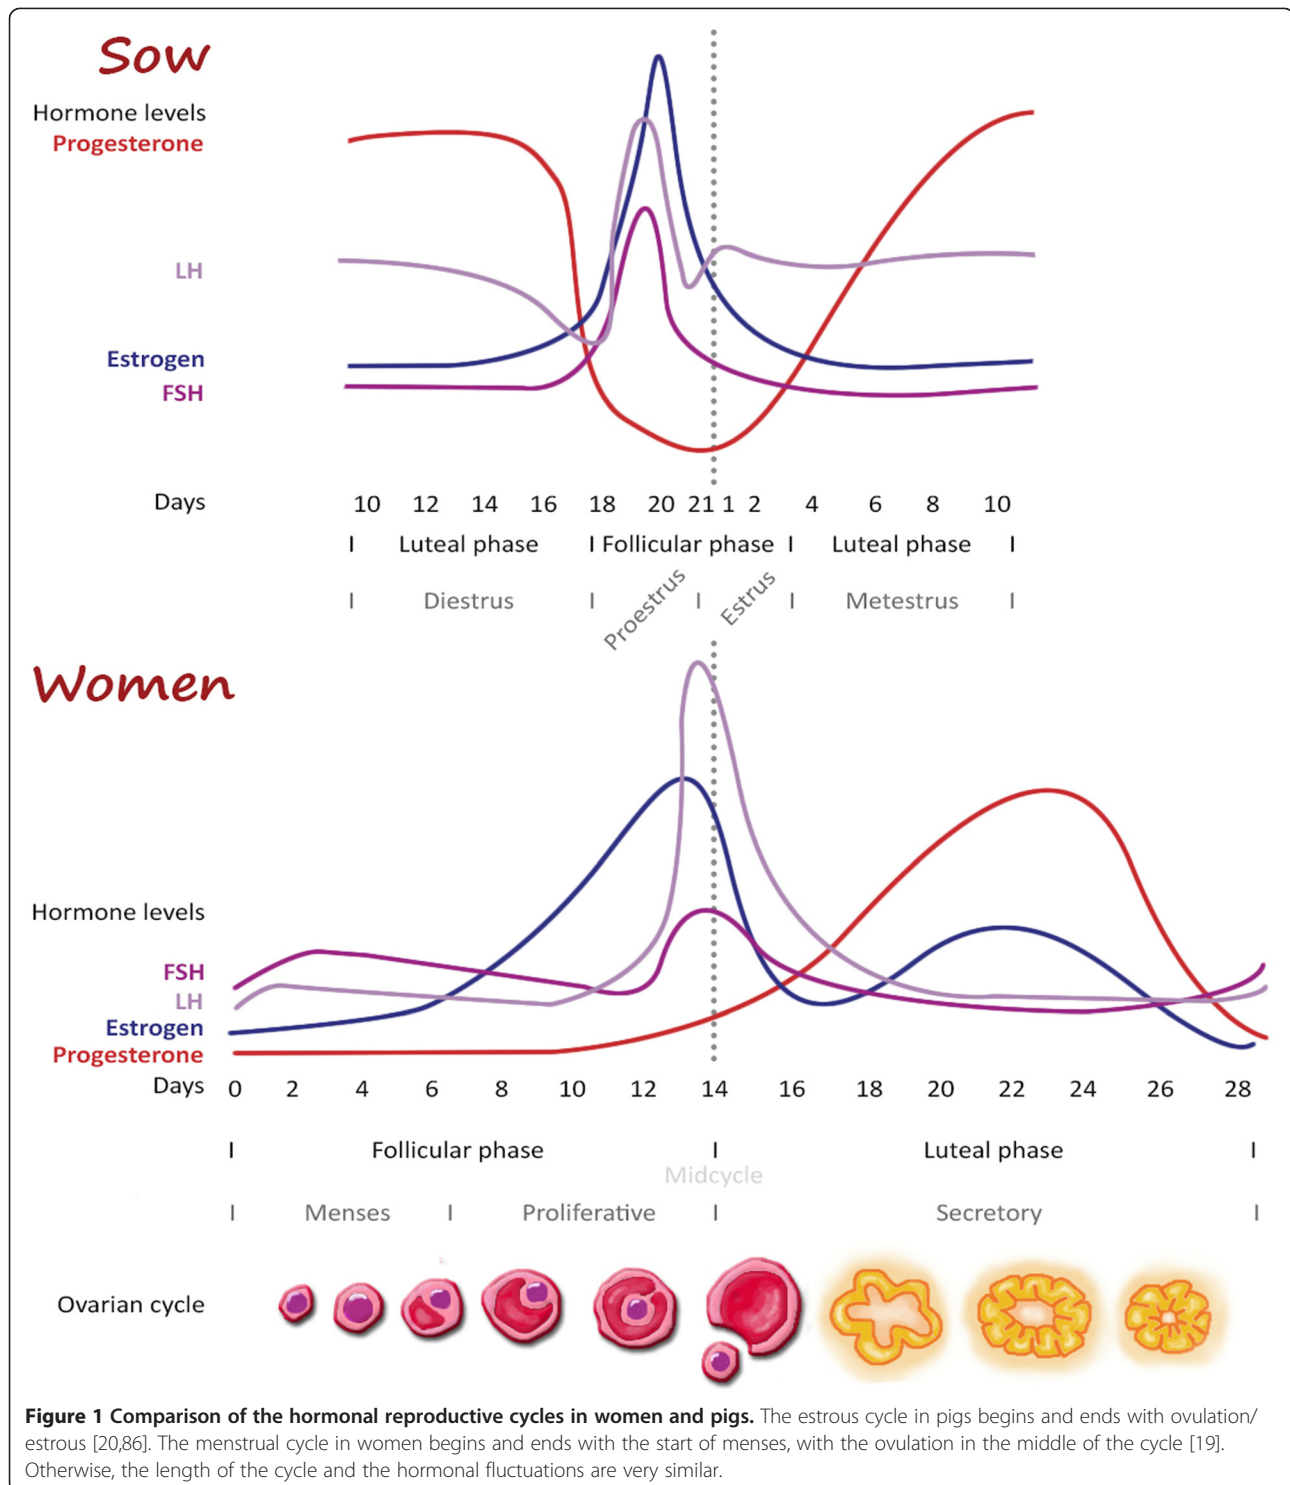 Sow
Hormone levels
Progesterone
LH
Estrogen
FSH
Days 10 12 14 16 18 20 21 1 2 4 6 8 10
Luteal phase Follicular phase Luteal phase
Diestrus Proestrus Estrus Metestrus
Women
Hormone levels
FSH
LH
Estrogen
Progesterone
Days 0 2 4 6 8 10 12 14 16 18 20 22 24 26 28
Follicular phase Luteal phase
Midcycle
Menses Proliferative Secretory
Ovarian cycle
Figure 1 Comparison of the hormonal reproductive cycles in women and pigs. The estrous cycle in pigs begins and ends with ovulation/
estrous [20,86]. The menstrual cycle in women begins and ends with the start of menses, with the ovulation in the middle of the cycle [19].
Otherwise, the length of the cycle and the hormonal fluctuations are very similar.